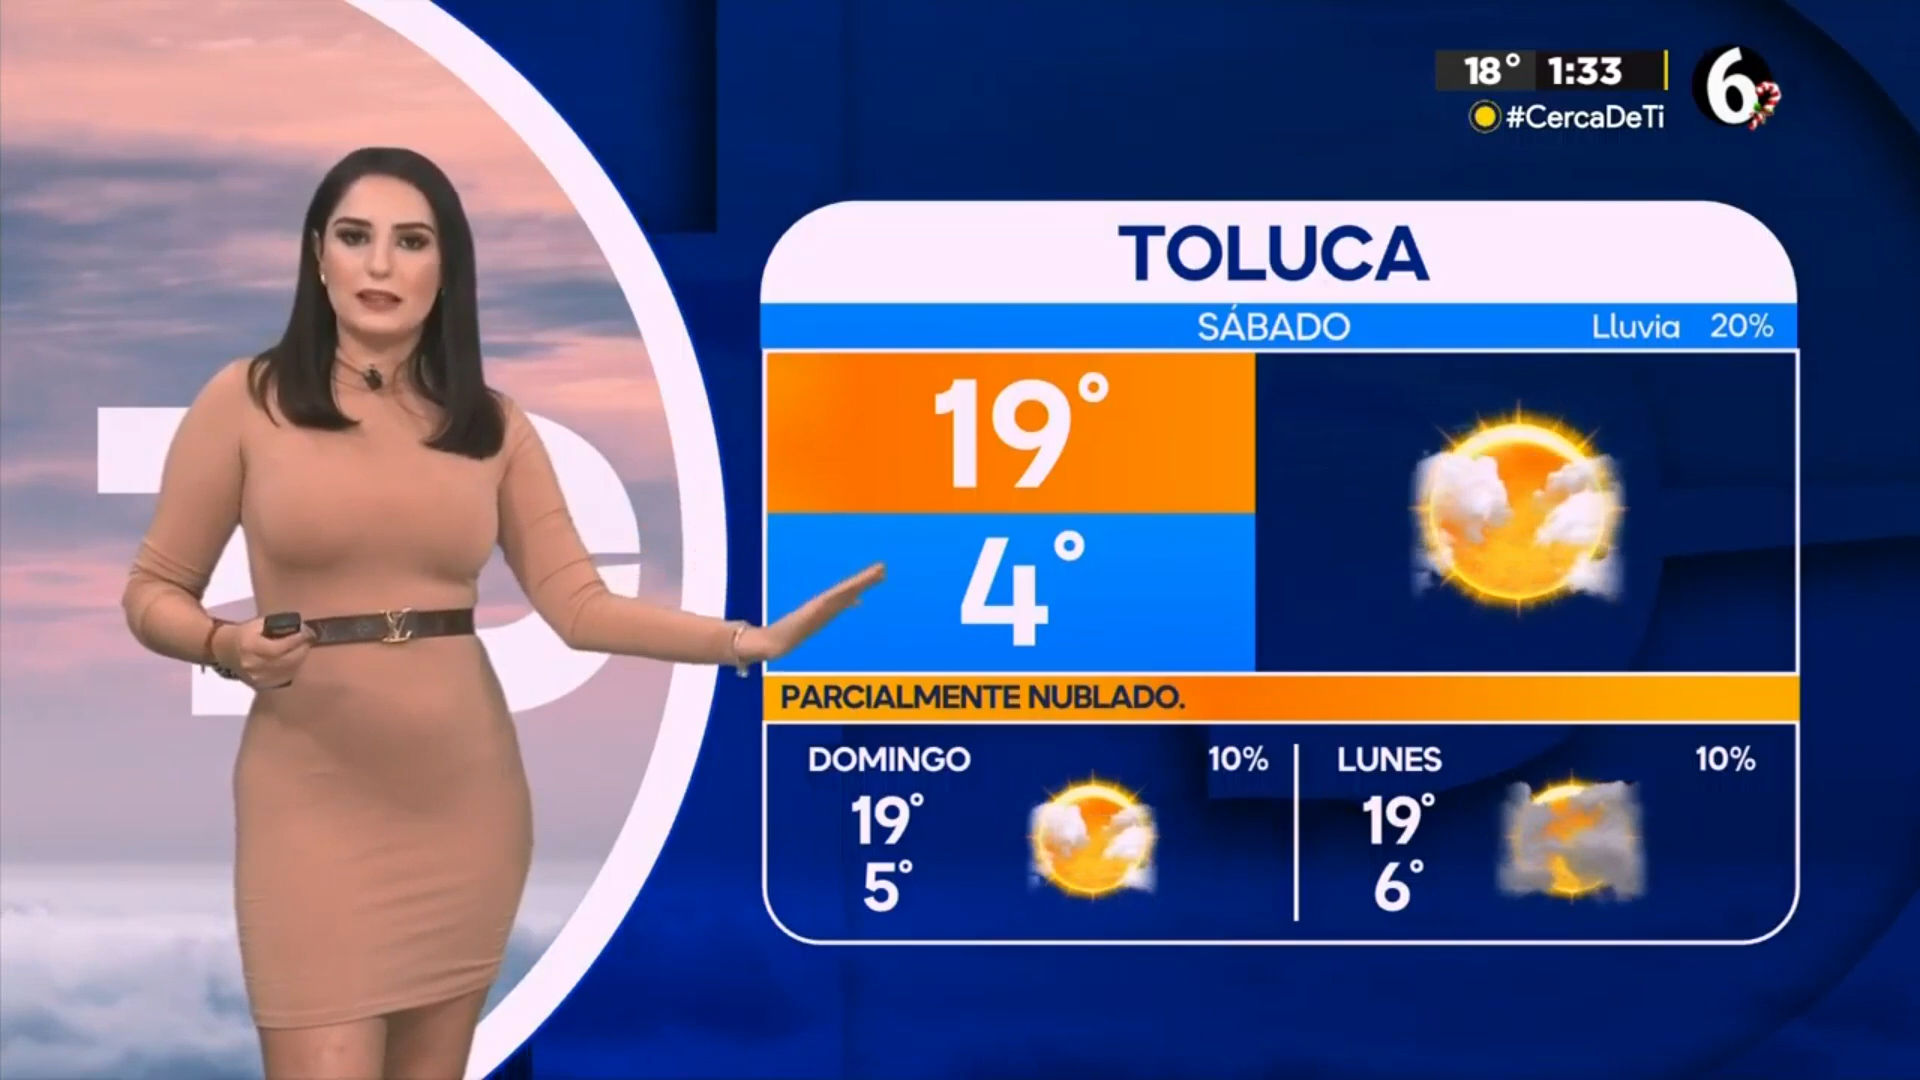 18° 1:33
#CercaDeTi
6
TOLUCA
SÁBADO Lluvia 20%
19°
4°
PARCIALMENTE NUBLADO.
DOMINGO 10%
19°
5°
LUNES 10%
19°
6°